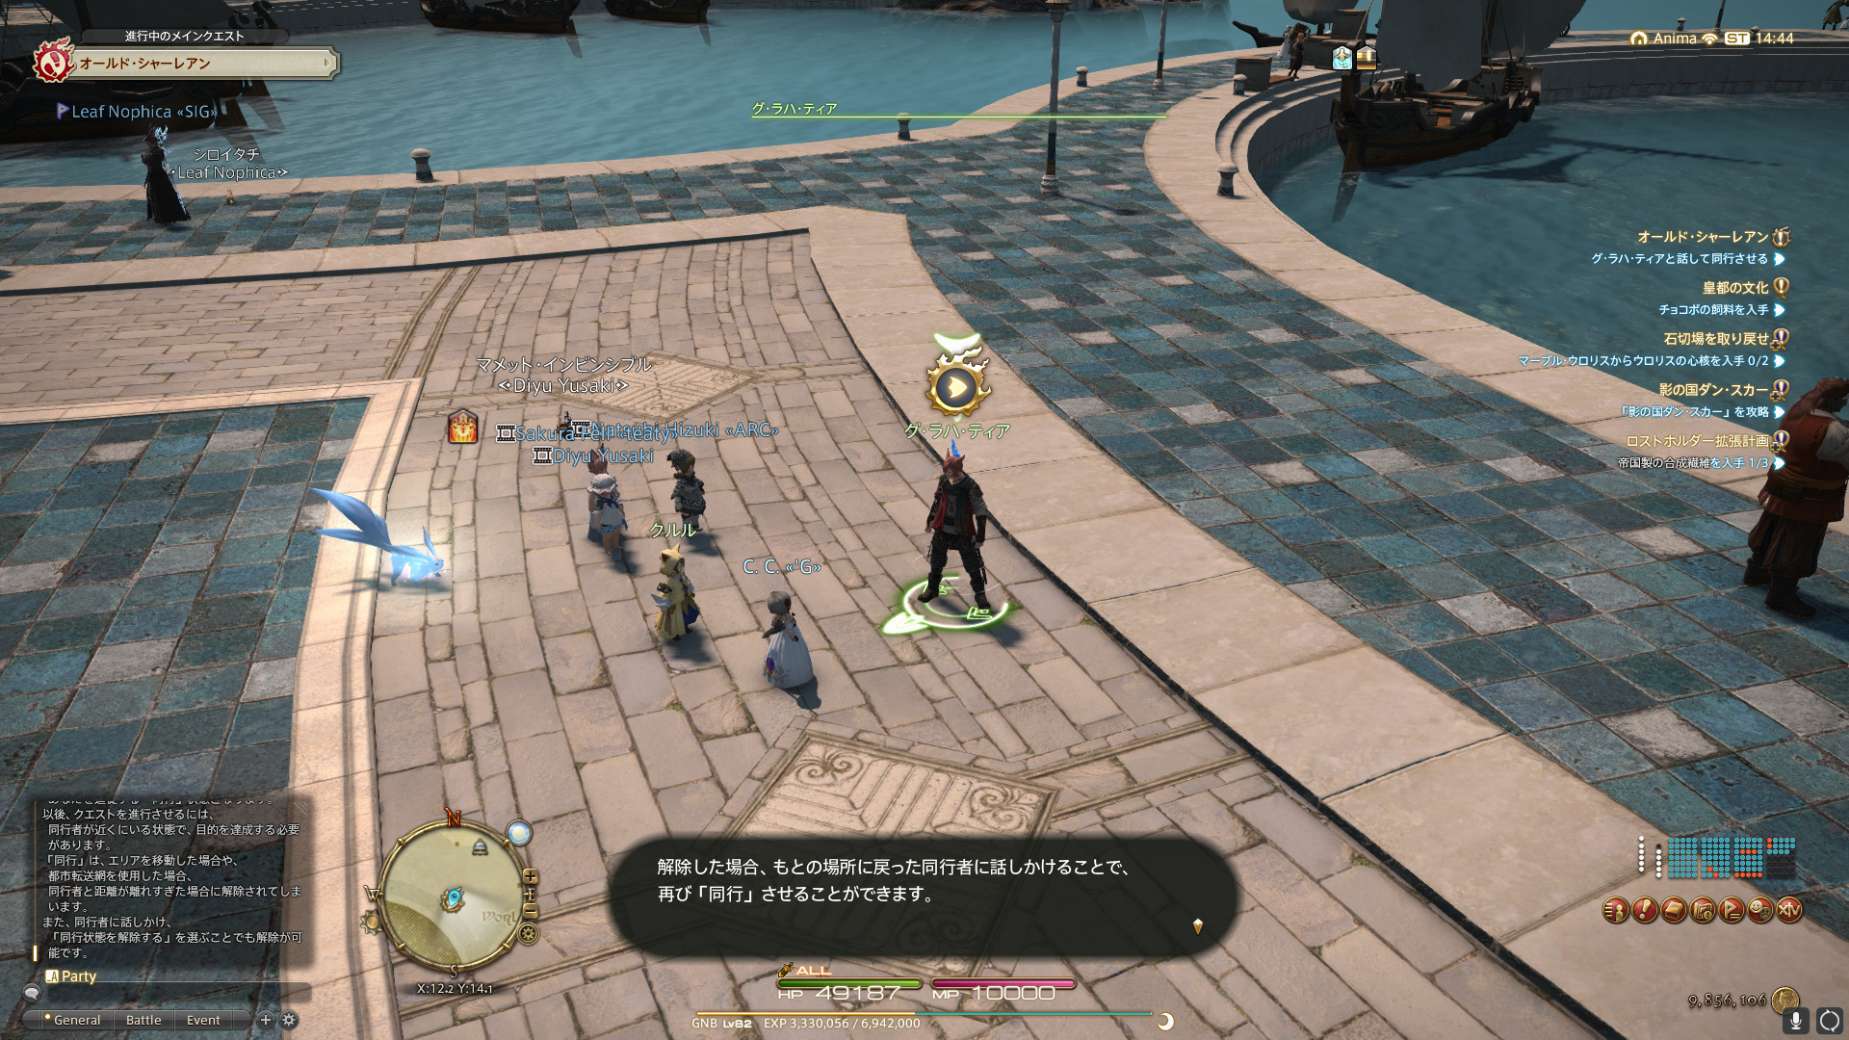 進行中のメインクエスト
オールド・シャーレアン
Leaf Nophica «SIG»
シロイタチ
Leaf Nophica
グ・ラハ・ティア
Anima ST 14:44
オールド・シャーレアン
グ・ラハ・ティアと話して同行させる
皇都の文化
チョコボの飼料を入手
石切場を取り戻せ
マーブル・ウロリスからウロリスの心核を入手 0/2
影の国ダン・スカー
「影の国ダン・スカー」を攻略
ロストホルダー拡張計画
帝国製の合成繊維を入手 1/3
マメット・インビンシブル
«Diyu Yusaki»
Diyu Yusaki
グ・ラハ・ティア
クルル
C. C. «'G»
以後、クエストを進行させるには、
同行者が近くにいる状態で、目的を達成する必要
があります。
「同行」は、エリアを移動した場合や、
都市転送網を使用した場合、
同行者と距離が離れすぎた場合に解除されてしま
います。
また、同行者に話しかけ、
「同行状態を解除する」を選ぶことでも解除が可
能です。
Party
General Battle Event
N
W
S
X:12.2 Y:14.1
解除した場合、もとの場所に戻った同行者に話しかけることで、
再び「同行」させることができます。
ALL
HP 49187 MP 10000
GNB Lv82 EXP 3,330,056 / 6,942,000
XIV
9,856,106